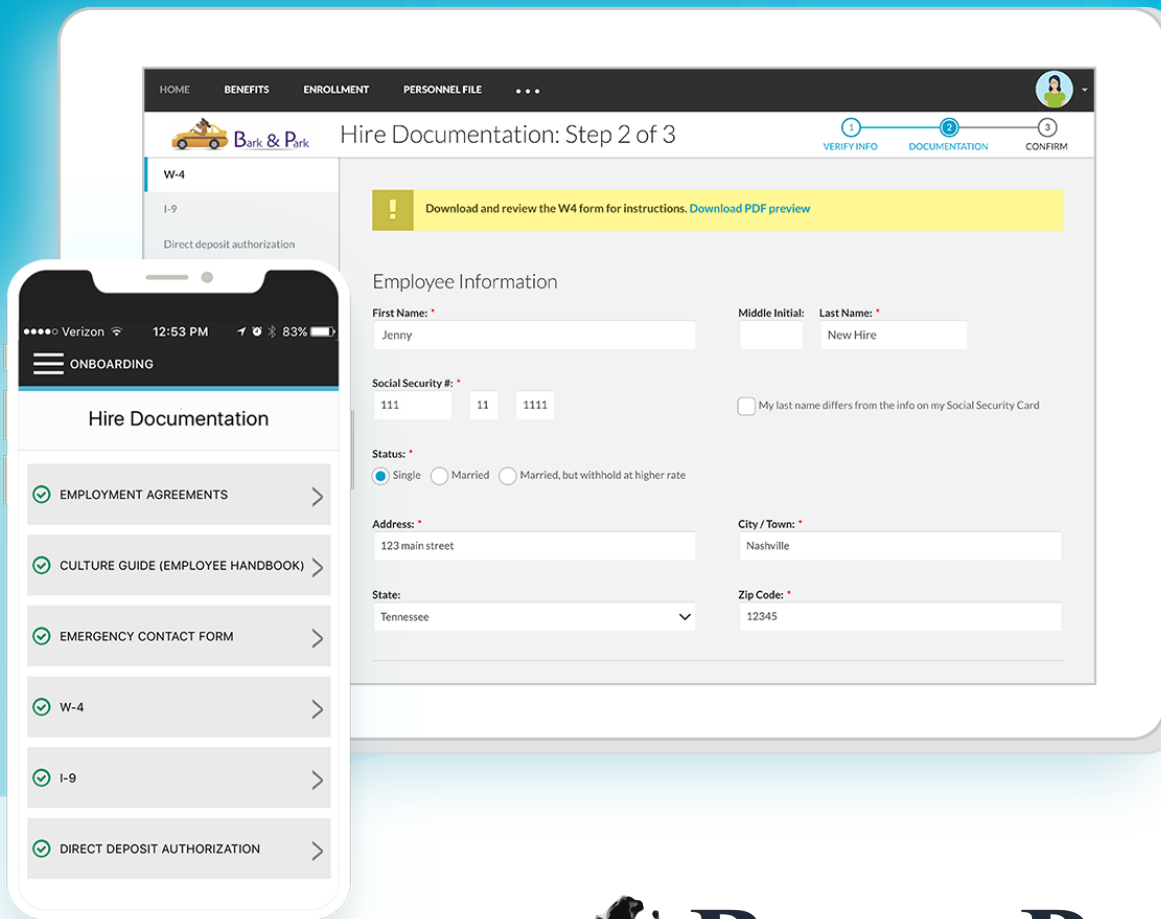 HOME BENEFITS ENROLLMENT PERSONNEL FILE
Bark & Park
Hire Documentation: Step 2 of 3
1 2 3
VERIFY INFO DOCUMENTATION CONFIRM
W-4
I-9
Direct deposit authorization
! Download and review the W4 form for instructions. Download PDF preview
Employee Information
First Name: * Middle Initial: Last Name: *
Jenny New Hire
Social Security #: *
111 11 1111
My last name differs from the info on my Social Security Card
Status: *
Single Married Married, but withhold at higher rate
Address: * City / Town: *
123 main street Nashville
State: Zip Code: *
Tennessee 12345
Verizon 12:53 PM 83%
ONBOARDING
Hire Documentation
EMPLOYMENT AGREEMENTS
CULTURE GUIDE (EMPLOYEE HANDBOOK)
EMERGENCY CONTACT FORM
W-4
I-9
DIRECT DEPOSIT AUTHORIZATION